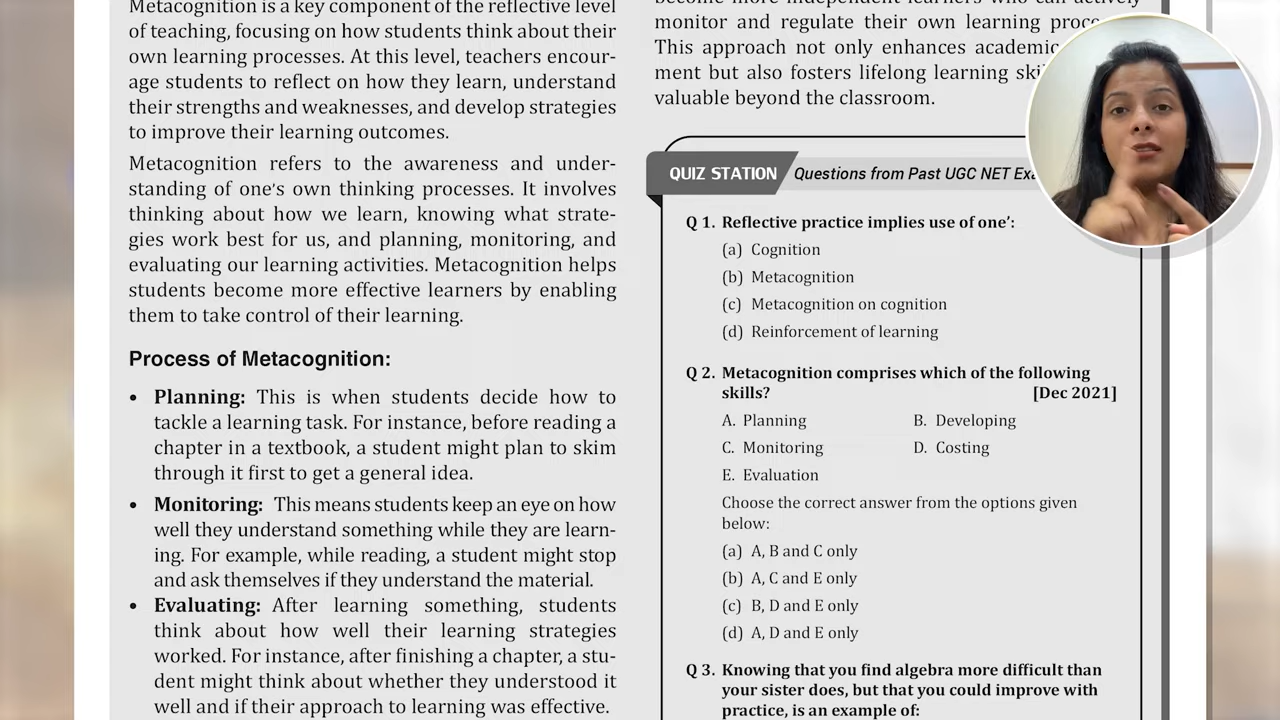 Metacognition is a key component of the reflective level
of teaching, focusing on how students think about their
own learning processes. At this level, teachers encour-
age students to reflect on how they learn, understand
their strengths and weaknesses, and develop strategies
to improve their learning outcomes.
Metacognition refers to the awareness and under-
standing of one's own thinking processes. It involves
thinking about how we learn, knowing what strate-
gies work best for us, and planning, monitoring, and
evaluating our learning activities. Metacognition helps
students become more effective learners by enabling
them to take control of their learning.
Process of Metacognition:
• Planning: This is when students decide how to
tackle a learning task. For instance, before reading a
chapter in a textbook, a student might plan to skim
through it first to get a general idea.
• Monitoring: This means students keep an eye on how
well they understand something while they are learn-
ing. For example, while reading, a student might stop
and ask themselves if they understand the material.
• Evaluating: After learning something, students
think about how well their learning strategies
worked. For instance, after finishing a chapter, a stu-
dent might think about whether they understood it
well and if their approach to learning was effective.
become more independent learners who can actively
monitor and regulate their own learning
This approach not only enhances academic
ment but also fosters lifelong learning
valuable beyond the classroom.
QUIZ STATION Questions from Past UGC NET
Q 1. Reflective practice implies use of one':
(a) Cognition
(b) Metacognition
(c) Metacognition on cognition
(d) Reinforcement of learning
Q 2. Metacognition comprises which of the following
skills? [Dec 2021]
A. Planning B. Developing
C. Monitoring D. Costing
E. Evaluation
Choose the correct answer from the options given
below:
(a) A, B and C only
(b) A, C and E only
(c) B, D and E only
(d) A, D and E only
Q 3. Knowing that you find algebra more difficult than
your sister does, but that you could improve with
practice, is an example of: